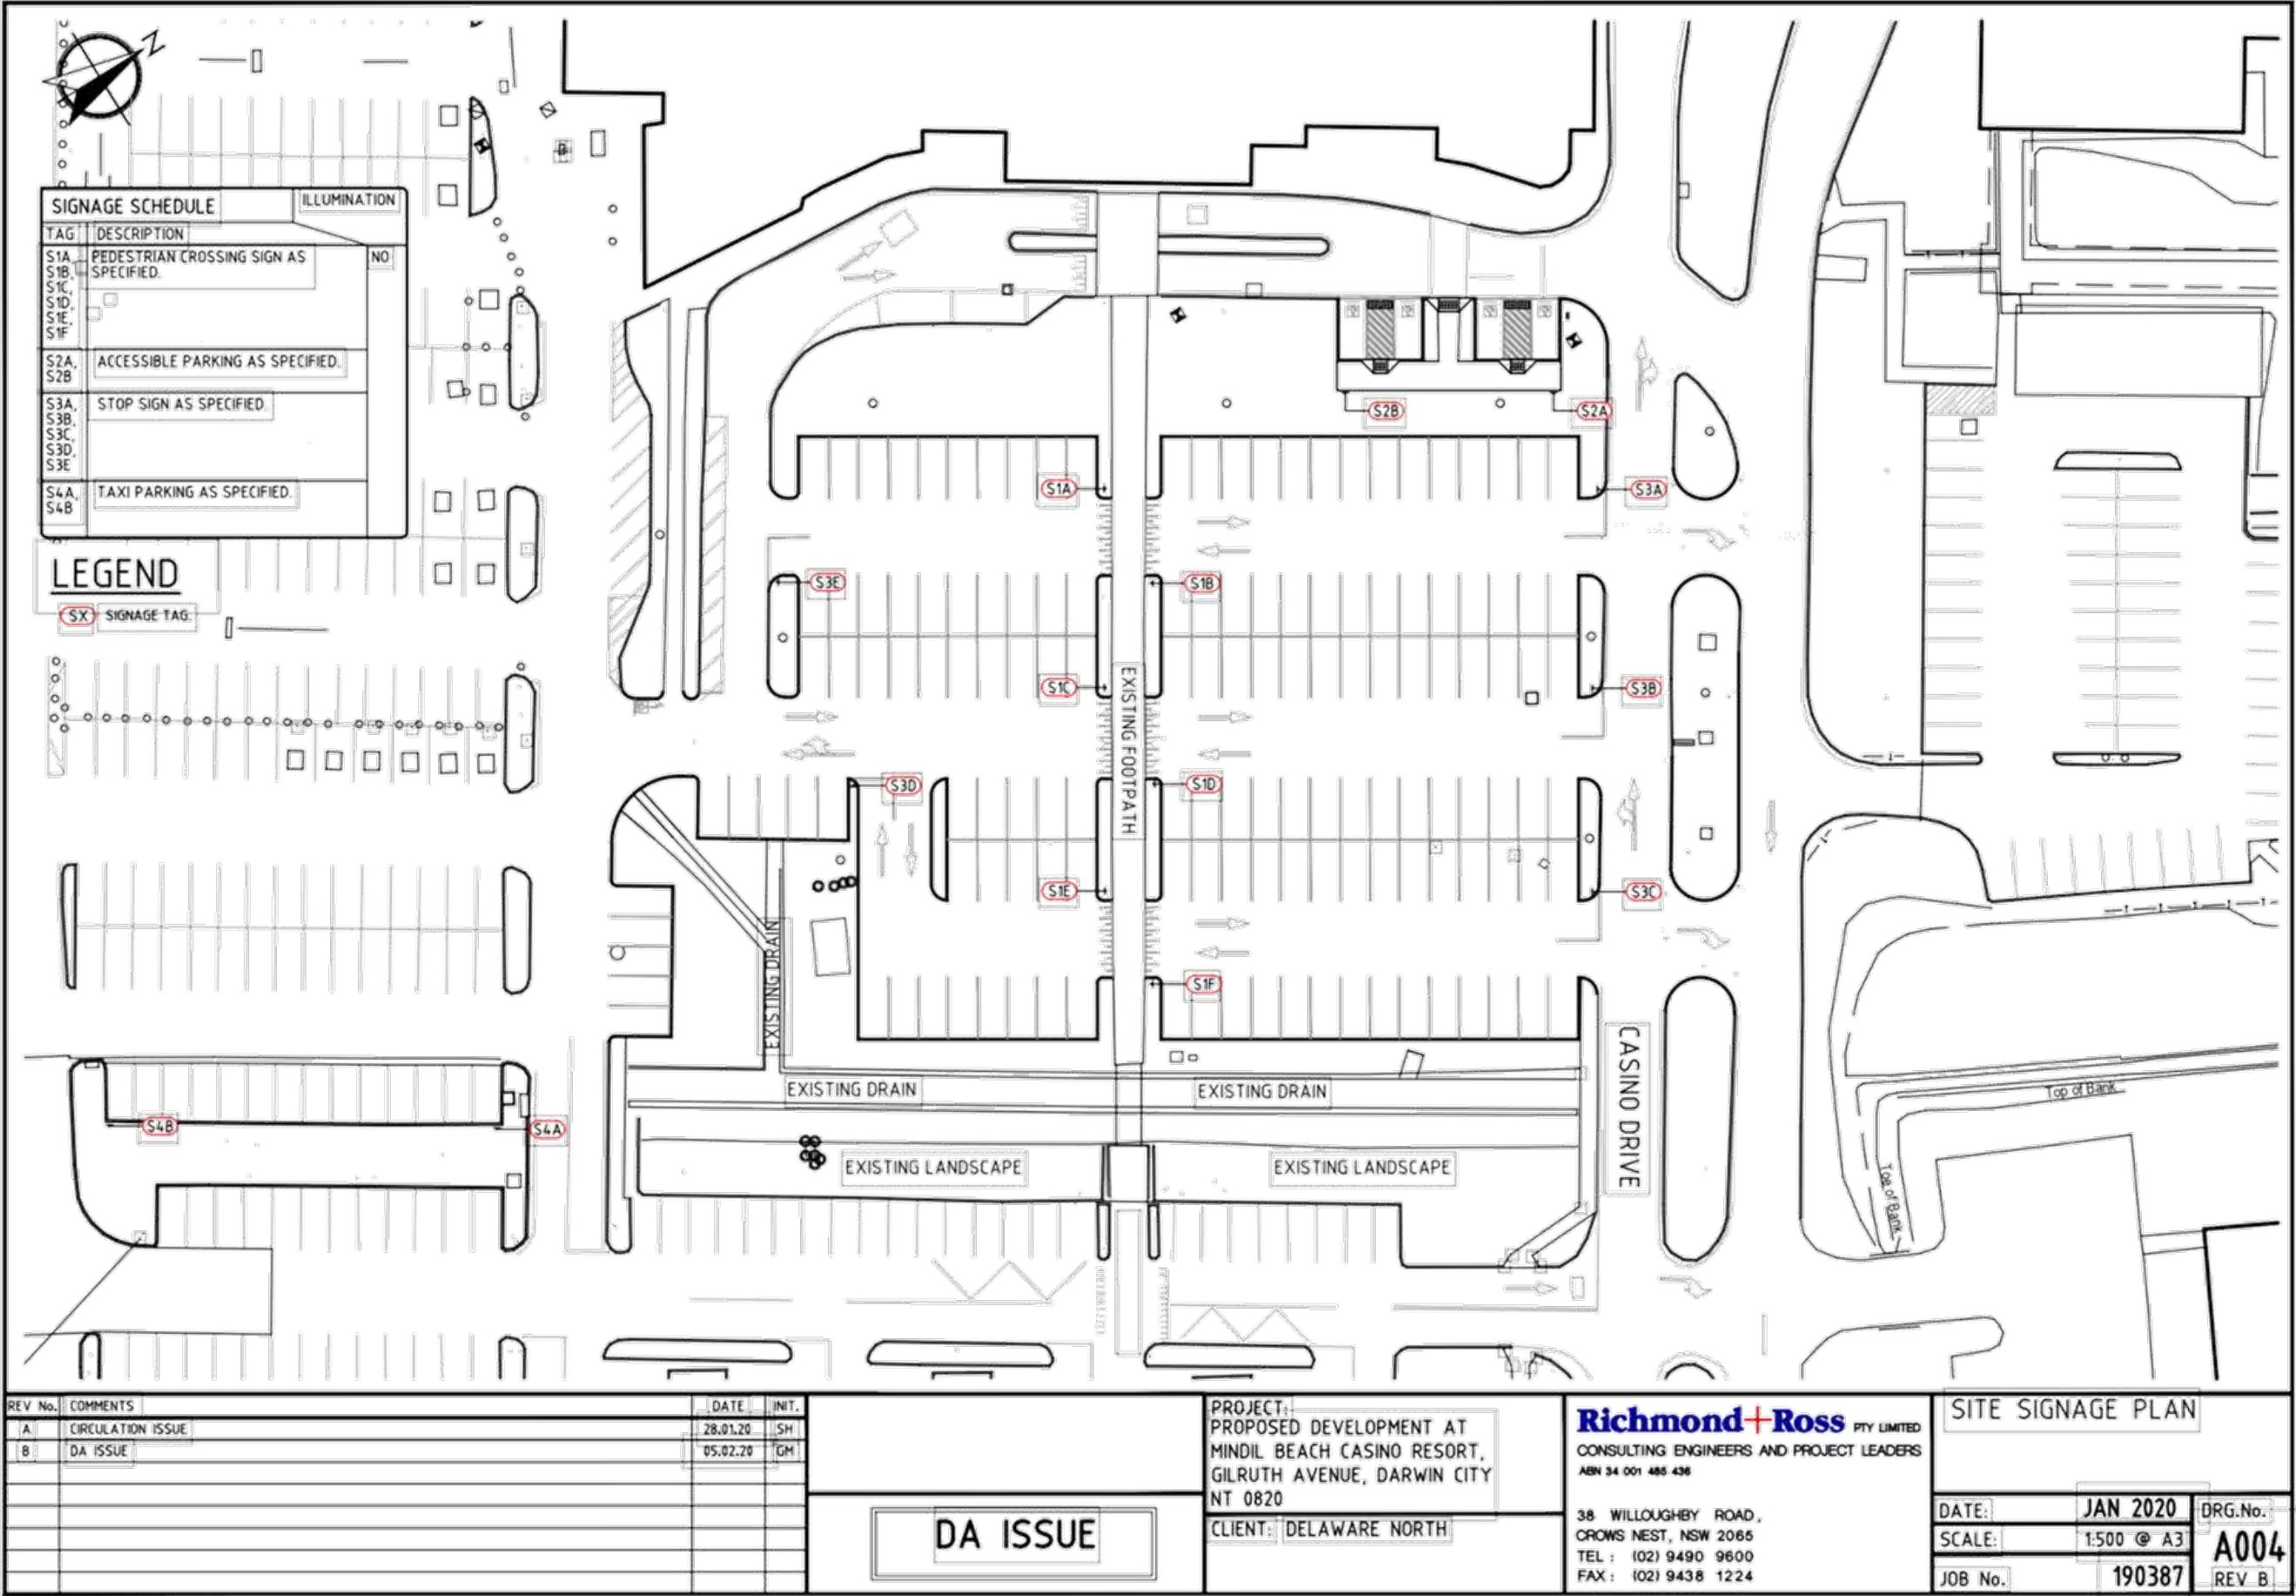 N
SIGNAGE SCHEDULE
ILLUMINATION
TAG
DESCRIPTION
S1A,
S1B,
S1C,
S1D,
S1E,
S1F
PEDESTRIAN CROSSING SIGN AS
SPECIFIED.
NO
S2A,
S2B
ACCESSIBLE PARKING AS SPECIFIED.
S3A,
S3B,
S3C,
S3D,
S3E
STOP SIGN AS SPECIFIED.
S4A,
S4B
TAXI PARKING AS SPECIFIED.
LEGEND
SX
SIGNAGE TAG.
S2B
S2A
S1A
S3A
S3E
S1B
S1C
S3B
EXISTING FOOTPATH
S3D
S1D
S1E
S3C
EXISTING DRAIN
S1F
CASINO DRIVE
EXISTING DRAIN
EXISTING DRAIN
Top of Bank
S4B
S4A
EXISTING LANDSCAPE
EXISTING LANDSCAPE
Toe of Bank
REV No.
COMMENTS
DATE
INIT.
A
CIRCULATION ISSUE
28.01.20
SH
B
DA ISSUE
05.02.20
GM
DA ISSUE
PROJECT:
PROPOSED DEVELOPMENT AT
MINDIL BEACH CASINO RESORT,
GILRUTH AVENUE, DARWIN CITY
NT 0820
CLIENT: DELAWARE NORTH
Richmond+Ross PTY LIMITED
CONSULTING ENGINEERS AND PROJECT LEADERS
ABN 34 001 485 436
38 WILLOUGHBY ROAD,
CROWS NEST, NSW 2065
TEL : (02) 9490 9600
FAX : (02) 9438 1224
SITE SIGNAGE PLAN
DATE: JAN 2020
SCALE: 1:500 @ A3
JOB No. 190387
DRG.No.
A004
REV B